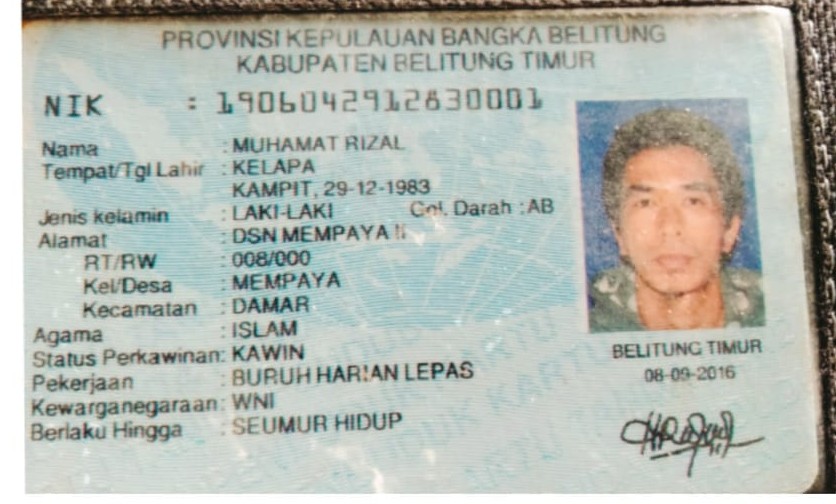 PROVINSI KEPULAUAN BANGKA BELITUNG
KABUPATEN BELITUNG TIMUR
NIK : 1906042912830001
Nama : MUHAMAT RIZAL
Tempat/Tgl Lahir : KELAPA
KAMPIT, 29-12-1983
Jenis kelamin : LAKI-LAKI Gol. Darah : AB
Alamat : DSN MEMPAYA II
RT/RW : 008/000
Kel/Desa : MEMPAYA
Kecamatan : DAMAR
Agama : ISLAM
Status Perkawinan: KAWIN
Pekerjaan : BURUH HARIAN LEPAS
Kewarganegaraan : WNI
Berlaku Hingga : SEUMUR HIDUP
BELITUNG TIMUR
08-09-2016